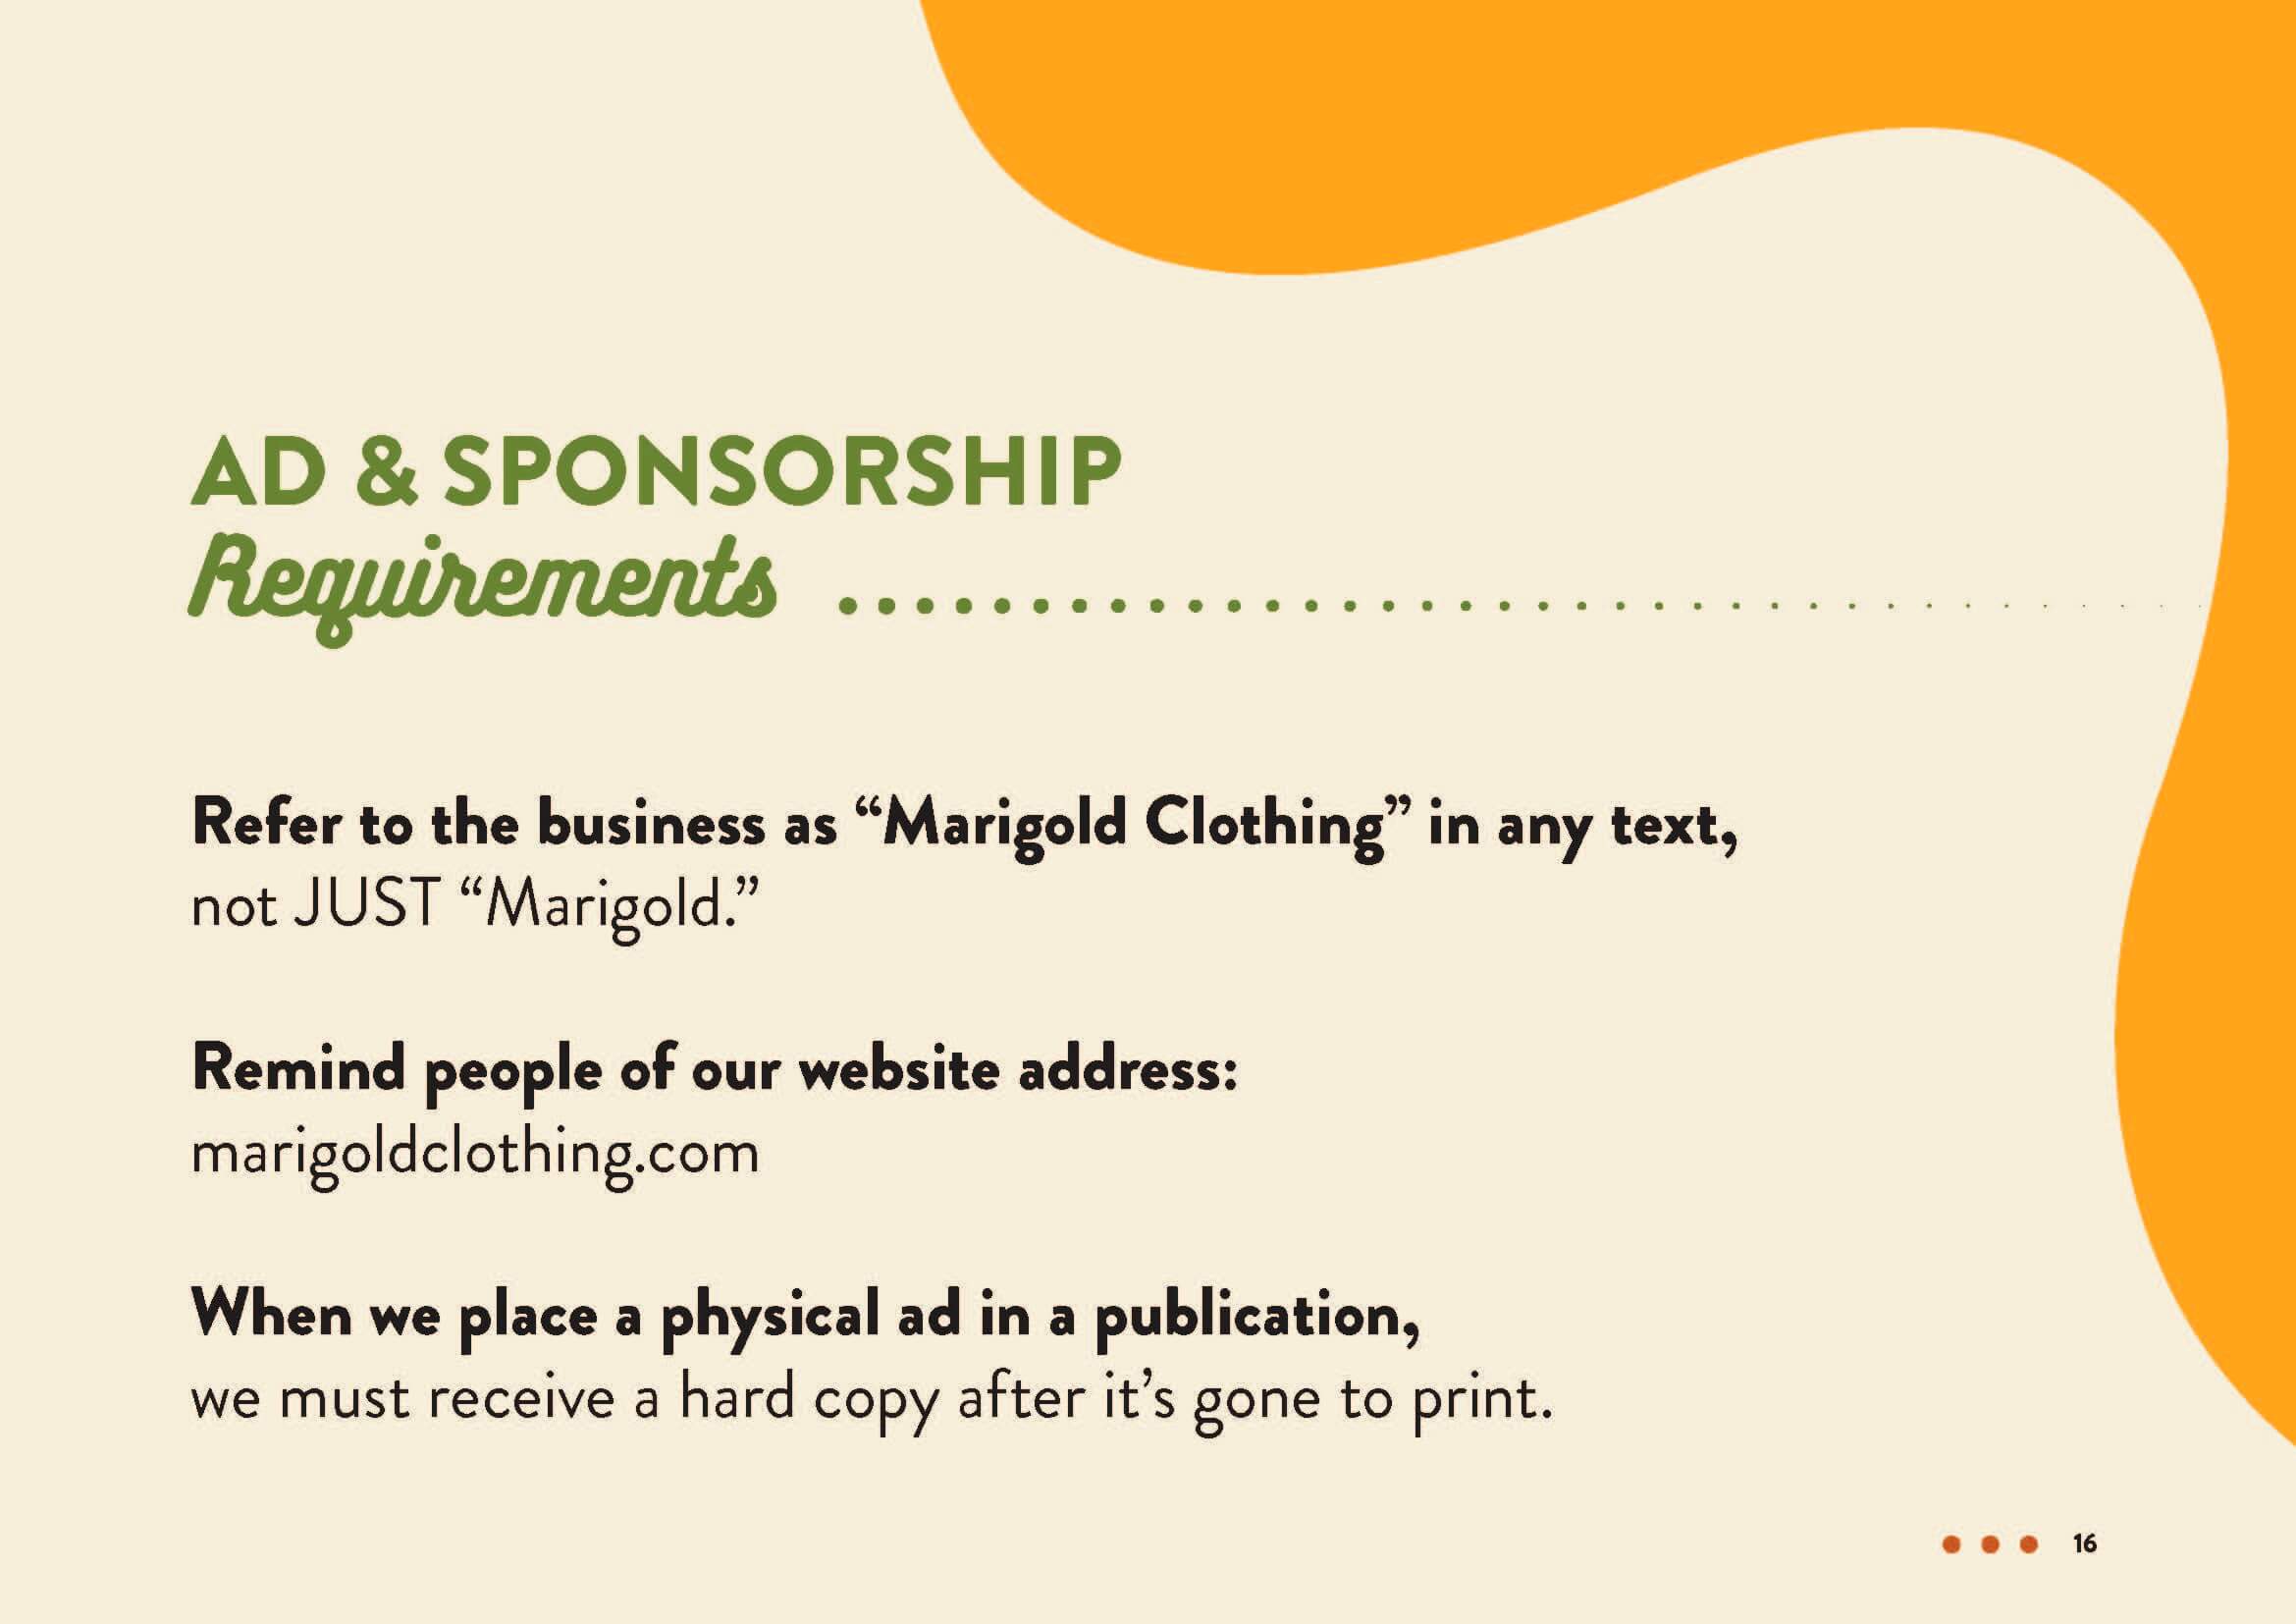 AD & SPONSORSHIP
Requirements
Refer to the business as “Marigold Clothing” in any text,
not JUST “Marigold.”
Remind people of our website address:
marigoldclothing.com
When we place a physical ad in a publication,
we must receive a hard copy after it’s gone to print.
16